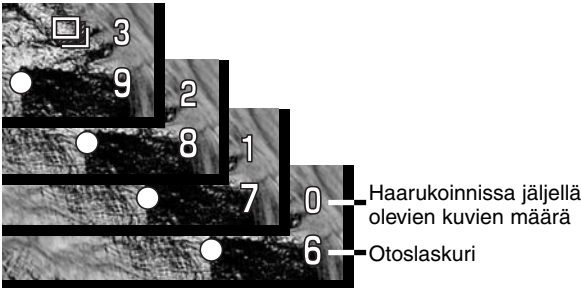 3
9
2
8
1
7
0
6
Haarukoinnissa jäljellä
olevien kuvien määrä
Otoslaskuri